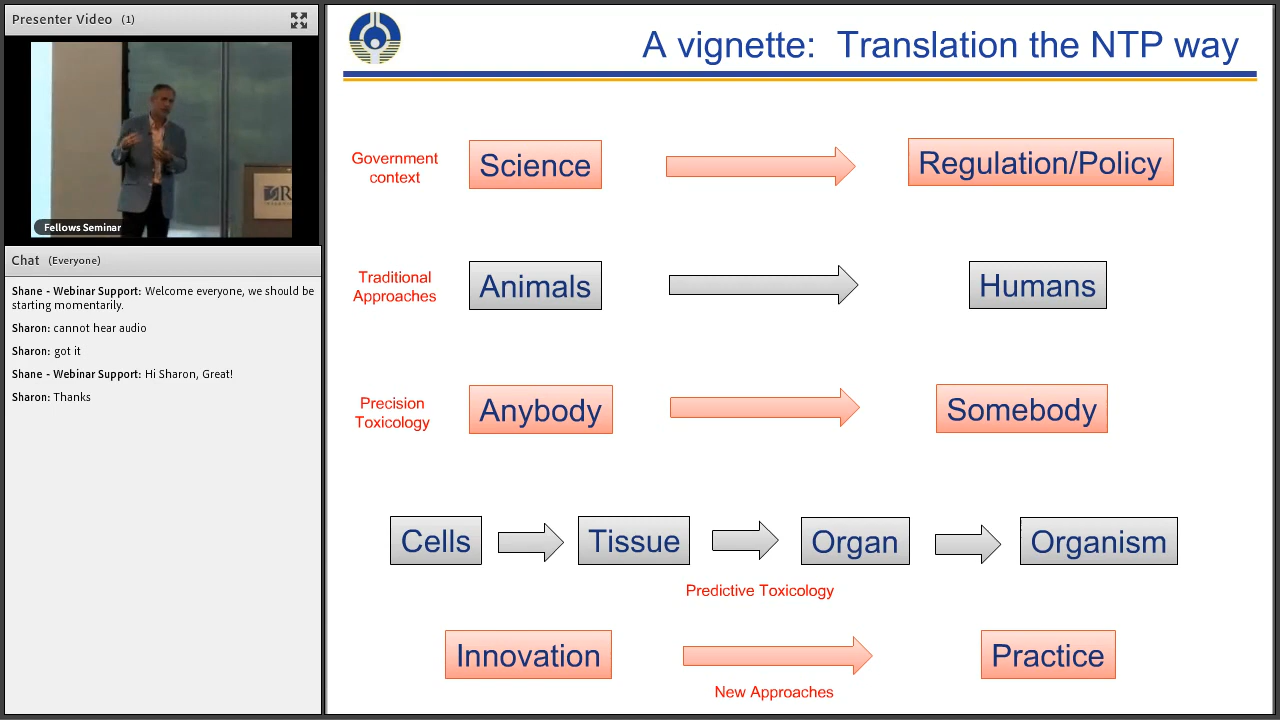 Presenter Video (1)
Fellows Seminar
Chat (Everyone)
Shane - Webinar Support: Welcome everyone, we should be
starting momentarily.
Sharon: cannot hear audio
Sharon: got it
Shane - Webinar Support: Hi Sharon, Great!
Sharon: Thanks
A vignette: Translation the NTP way
Government
context
Science
Regulation/Policy
Traditional
Approaches
Animals
Humans
Precision
Toxicology
Anybody
Somebody
Cells
Tissue
Organ
Organism
Predictive Toxicology
Innovation
Practice
New Approaches